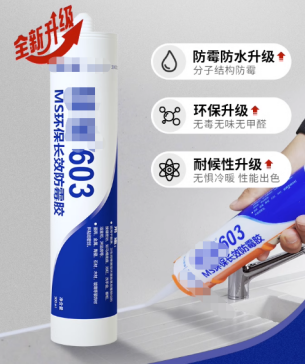 全新升级
603
MS环保长效防霉胶
防霉防水升级
分子结构防霉
环保升级
无毒无味无甲醛
耐候性升级
无惧冷暖 性能出色
603
MS环保长效防霉胶